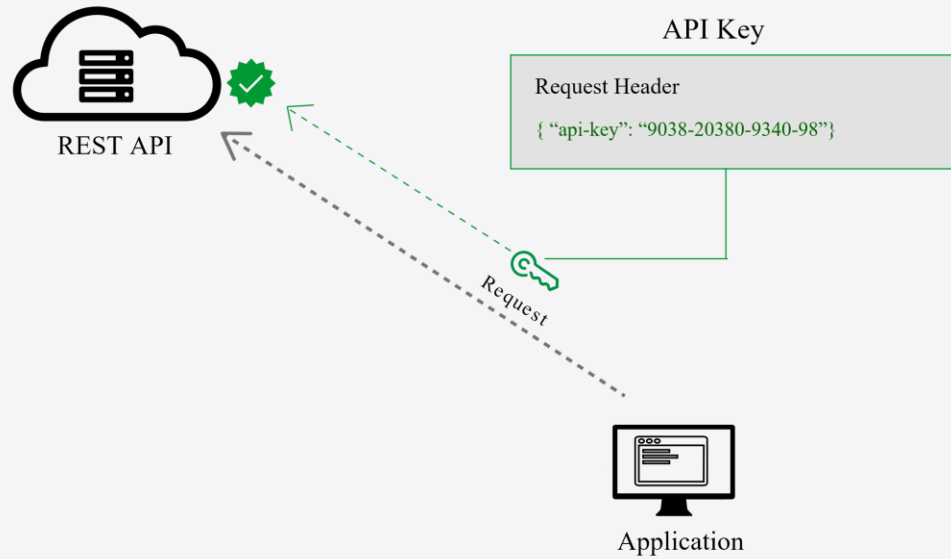 API Key
Request Header
{ “api-key”: “9038-20380-9340-98”}
REST API
Request
Application